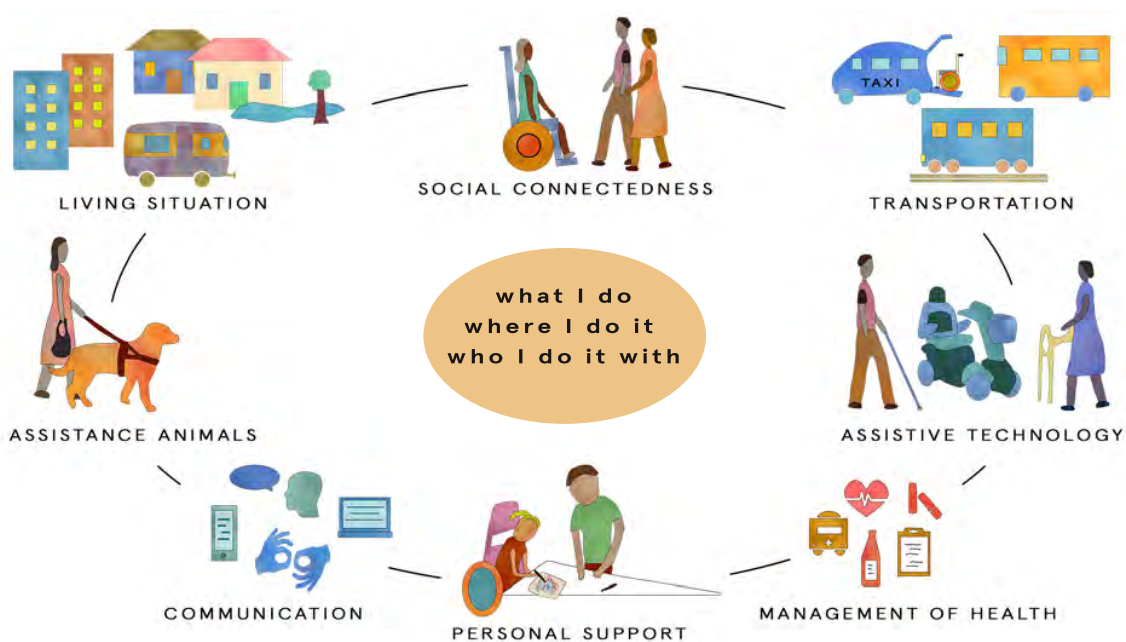 TAXI
LIVING SITUATION
SOCIAL CONNECTEDNESS
TRANSPORTATION
what I do
where I do it
who I do it with
ASSISTANCE ANIMALS
ASSISTIVE TECHNOLOGY
COMMUNICATION
PERSONAL SUPPORT
MANAGEMENT OF HEALTH